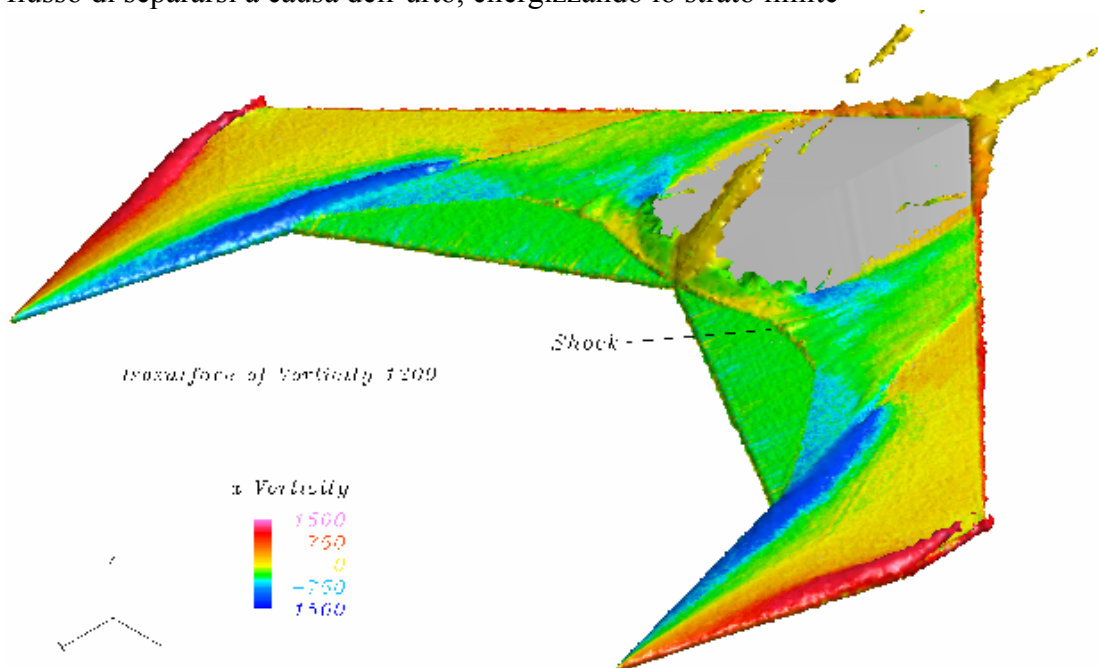 flusso di separarsi a causa dell'urto, energizzando lo strato limite
Shock
Isosurface of Vorticity 1200
x Vorticity
1500
750
0
-750
1500